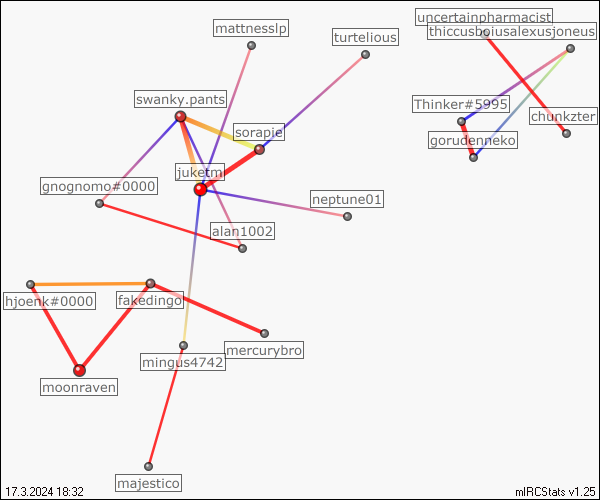 uncertainpharmacist
mattnesslp
thiccusboiusalexusjoneus
turtelious
swanky.pants
Thinker#5995
chunkzter
sorapie
gorudenneko
juketm
gnognomo#0000
neptune01
alan1002
hjoenk#0000
fakedingo
mercurybro
mingus4742
moonraven
majestico
17.3.2024 18:32
mIRCStats v1.25